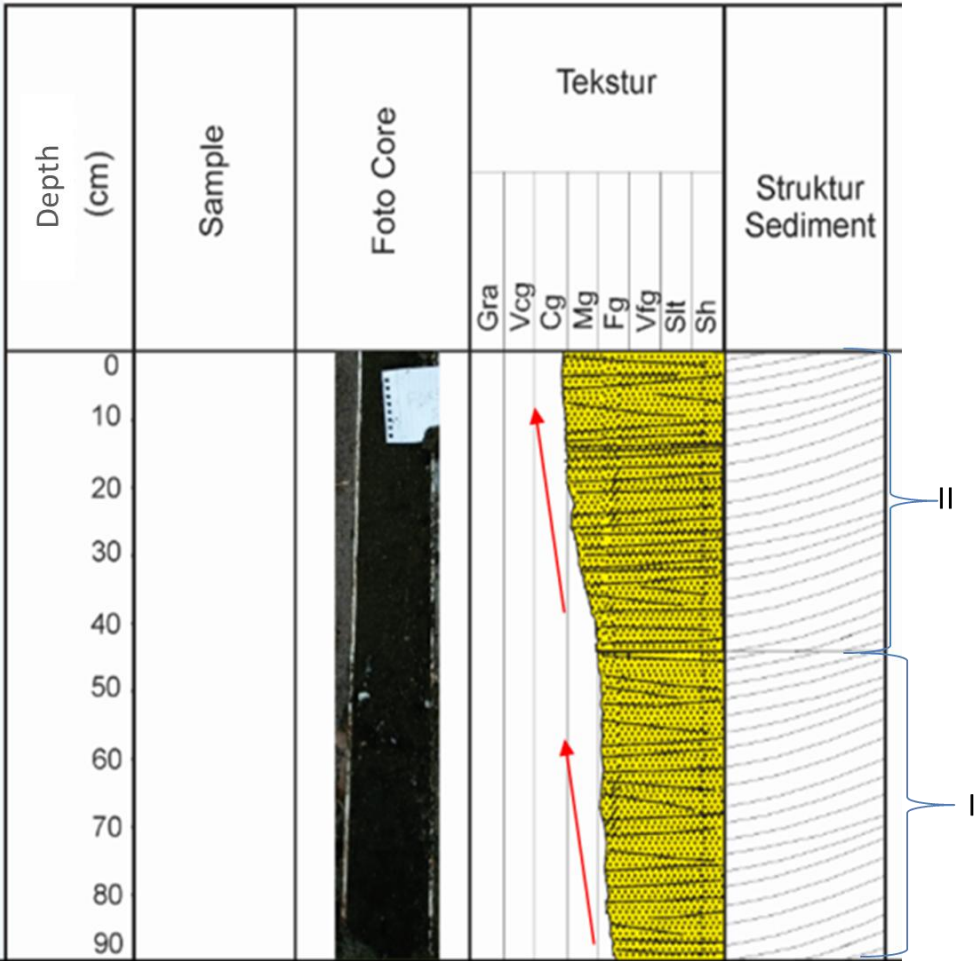 Depth
(cm)
Sample
Foto Core
Tekstur
Gra
Vcg
Cg
Mg
Fg
Vfg
Slt
Sh
Struktur
Sediment
0
10
20
30
40
50
60
70
80
90
II
I